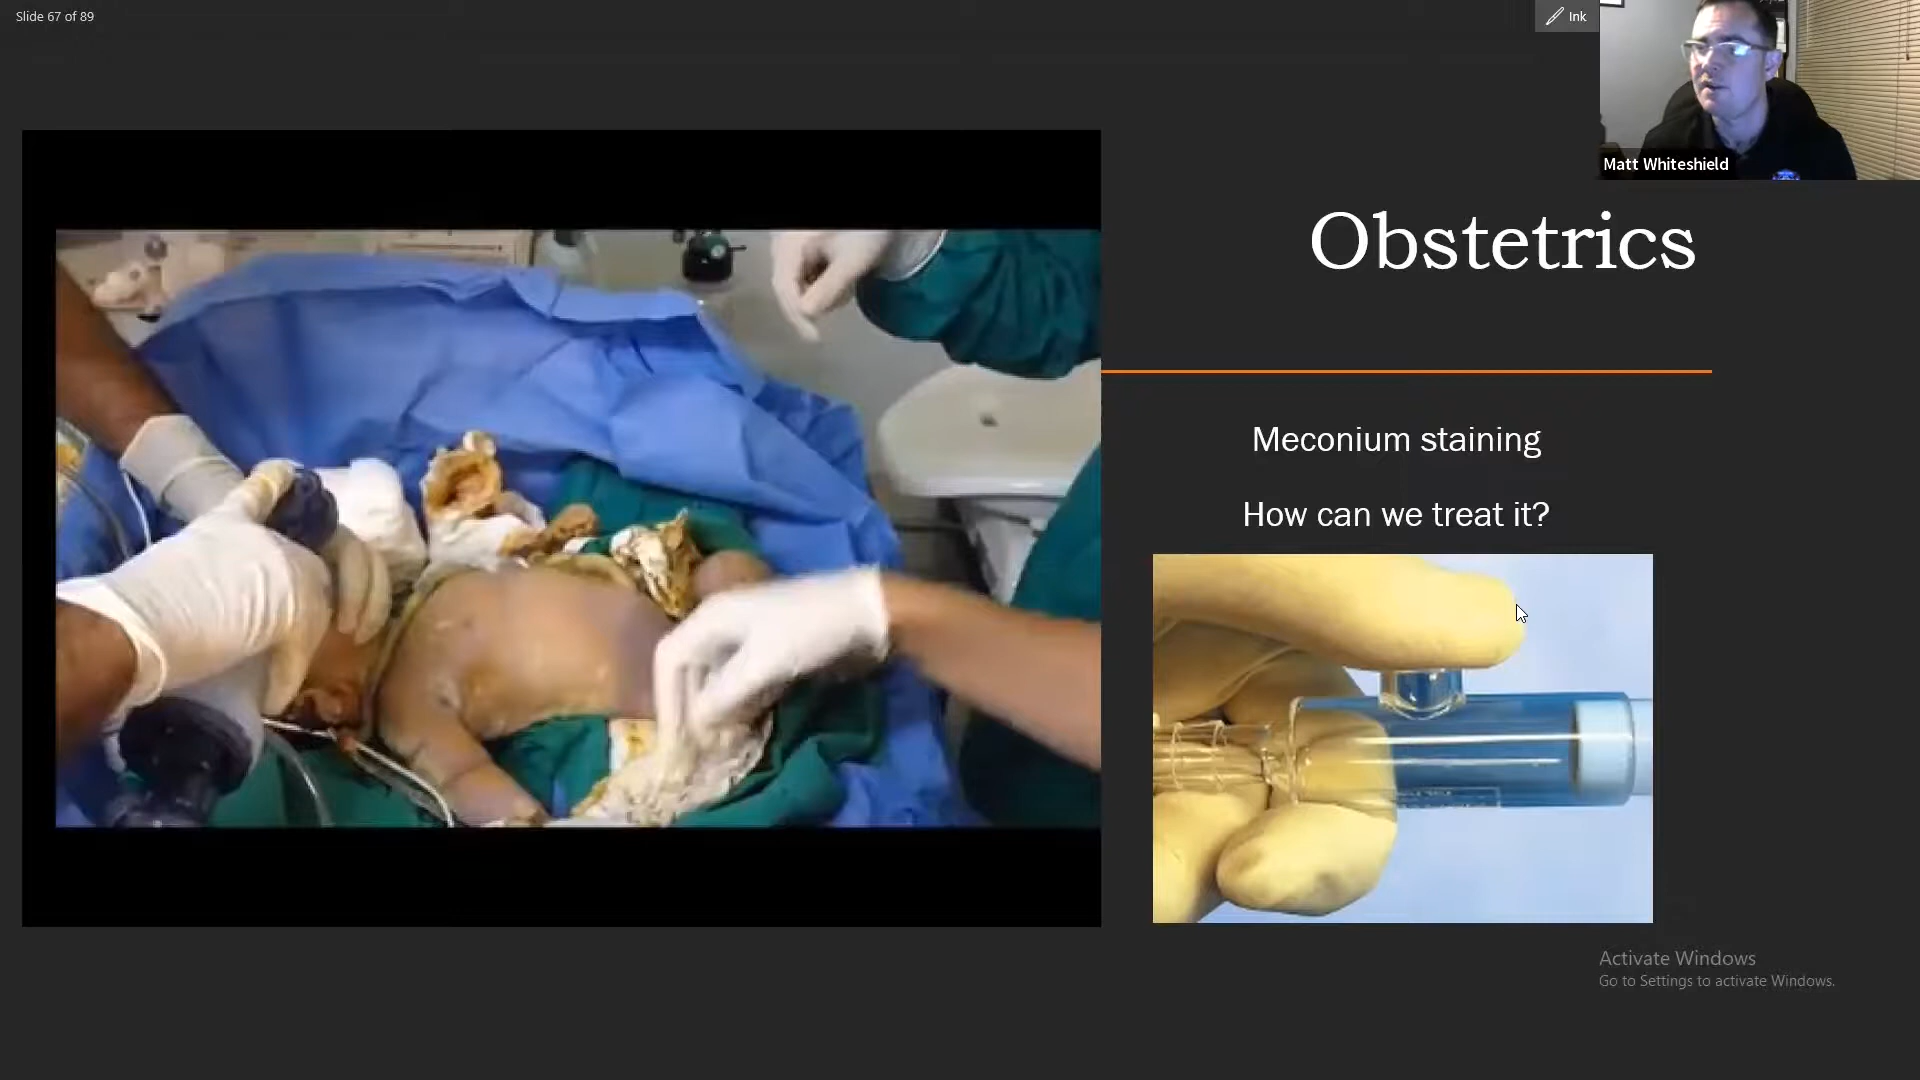 Slide 67 of 89
Ink
Matt Whiteshield
Obstetrics
Meconium staining
How can we treat it?
Activate Windows
Go to Settings to activate Windows.